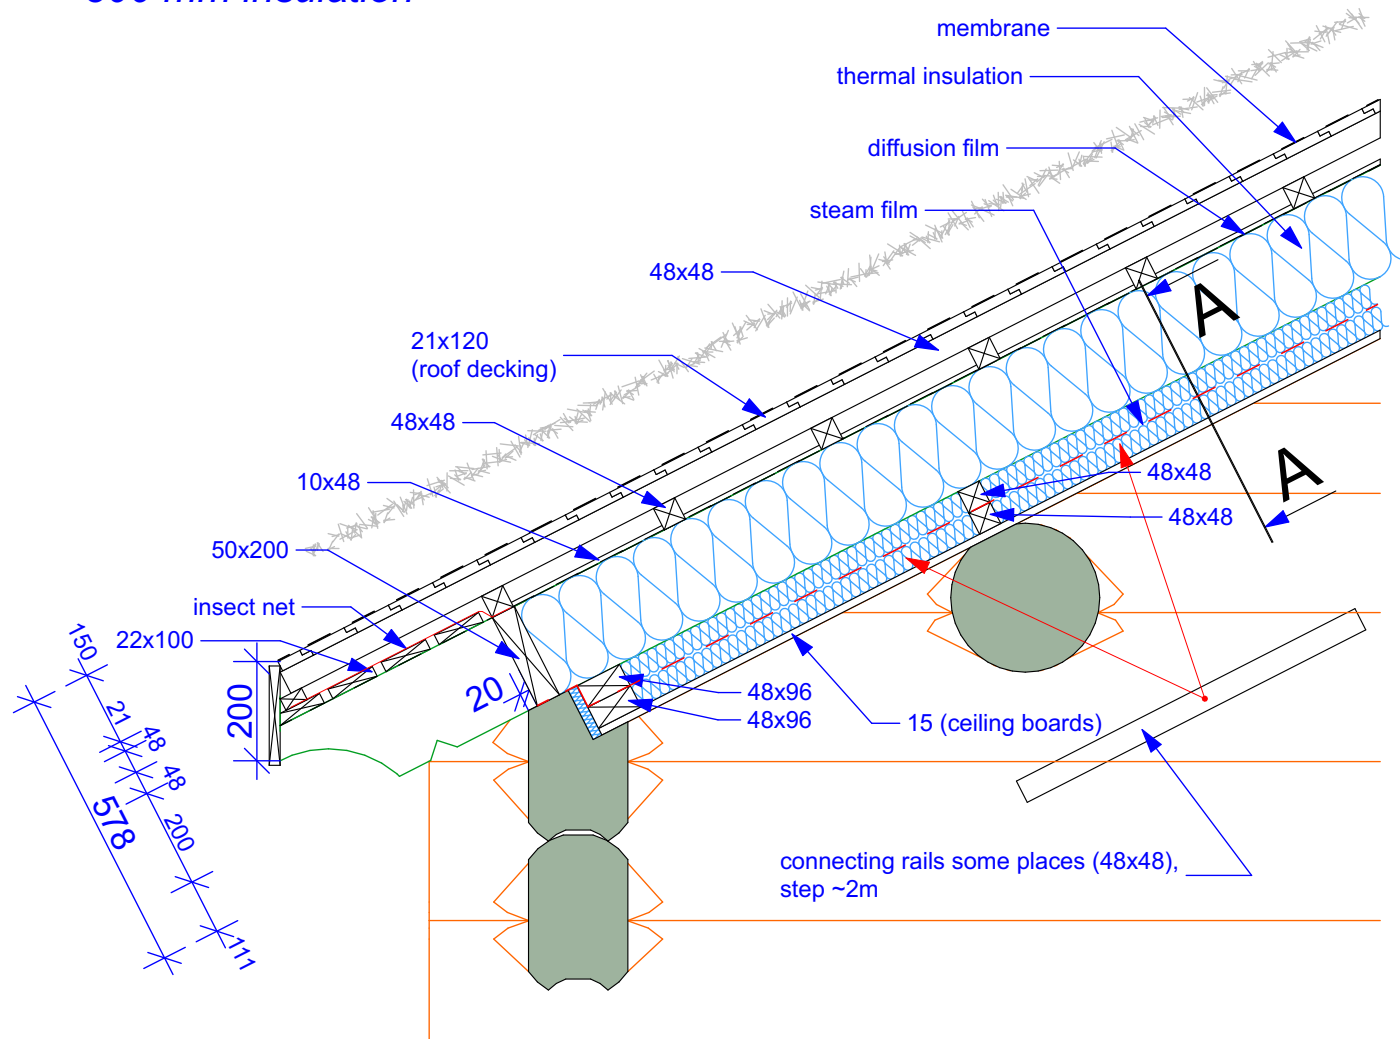 membrane
thermal insulation
diffusion film
steam film
48x48
21x120
(roof decking)
48x48
10x48
50x200
insect net
22x100
A
A
48x48
48x48
150
21
48
48
200
111
578
200
20
48x96
48x96
15 (ceiling boards)
connecting rails some places (48x48),
step ~2m